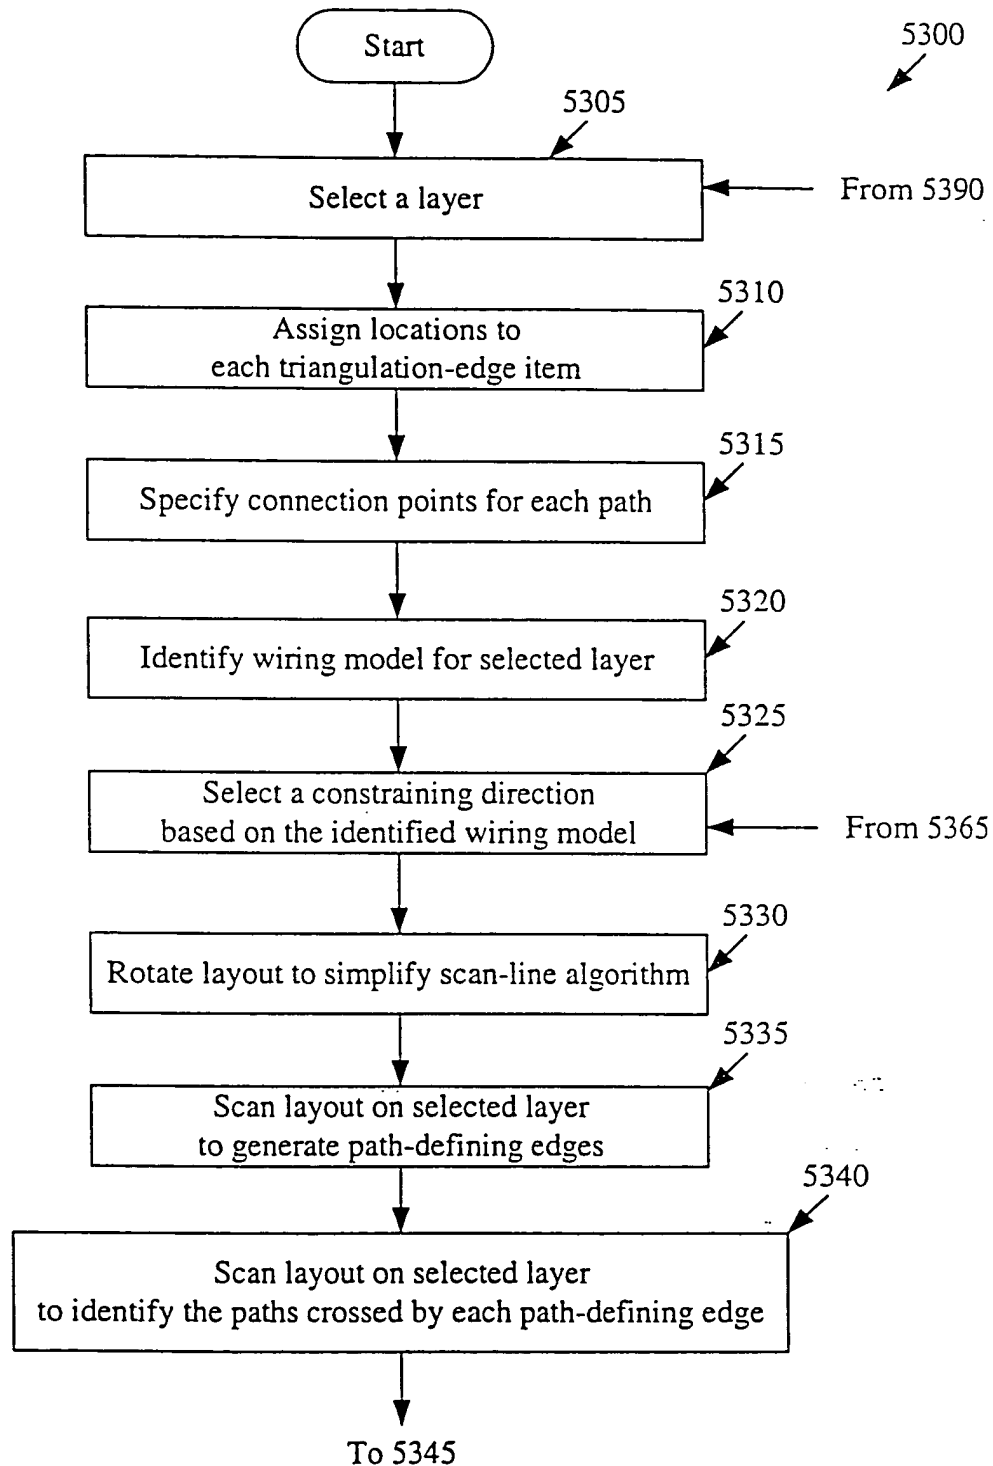 Start
5300
5305
Select a layer
From 5390
5310
Assign locations to
each triangulation-edge item
5315
Specify connection points for each path
5320
Identify wiring model for selected layer
5325
Select a constraining direction
based on the identified wiring model
From 5365
5330
Rotate layout to simplify scan-line algorithm
5335
Scan layout on selected layer
to generate path-defining edges
5340
Scan layout on selected layer
to identify the paths crossed by each path-defining edge
To 5345